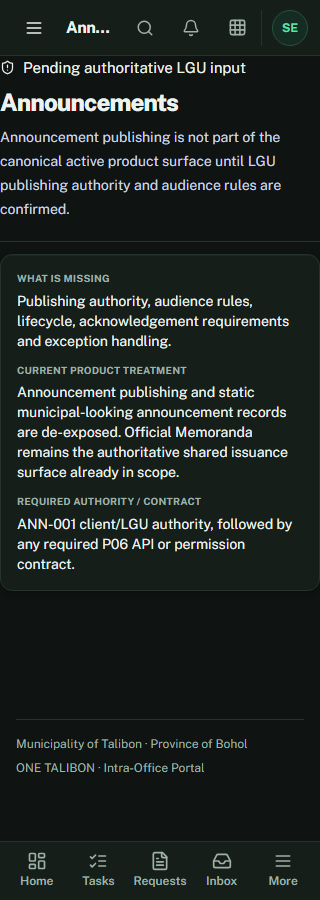 Ann...
SE
Pending authoritative LGU input
Announcements
Announcement publishing is not part of the
canonical active product surface until LGU
publishing authority and audience rules are
confirmed.
WHAT IS MISSING
Publishing authority, audience rules,
lifecycle, acknowledgement requirements
and exception handling.
CURRENT PRODUCT TREATMENT
Announcement publishing and static
municipal-looking announcement records
are de-exposed. Official Memoranda
remains the authoritative shared issuance
surface already in scope.
REQUIRED AUTHORITY / CONTRACT
ANN-001 client/LGU authority, followed by
any required P06 API or permission
contract.
Municipality of Talibon · Province of Bohol
ONE TALIBON · Intra-Office Portal
Home Tasks Requests Inbox More